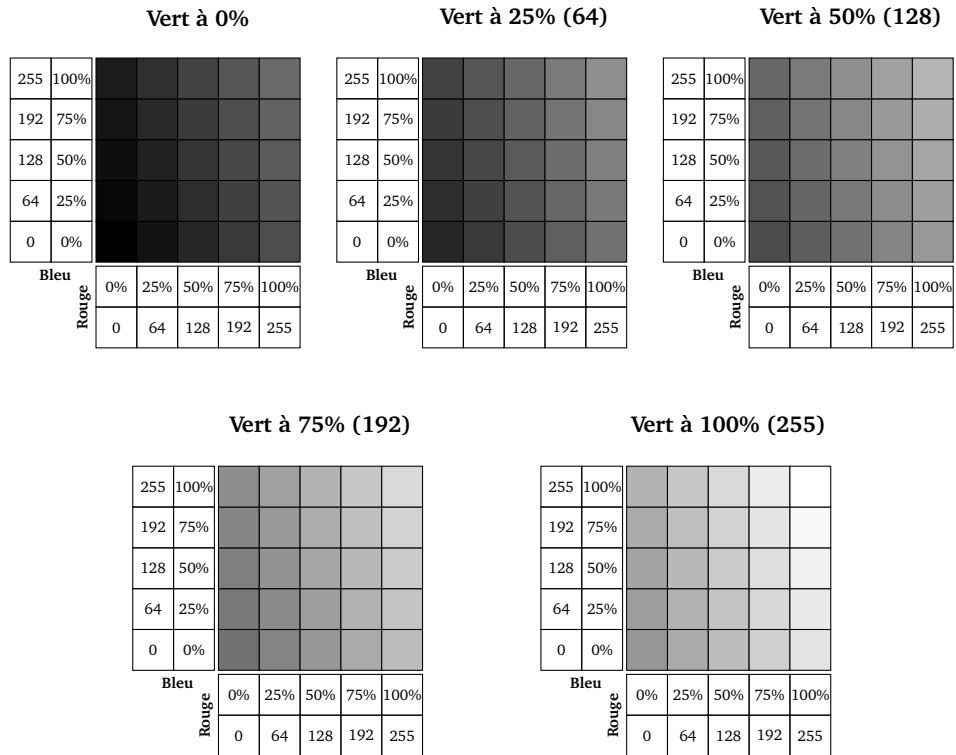 Vert à 0%
255 100%
192 75%
128 50%
64 25%
0 0%
Bleu
Rouge
0% 25% 50% 75% 100%
0 64 128 192 255
Vert à 25% (64)
255 100%
192 75%
128 50%
64 25%
0 0%
Bleu
Rouge
0% 25% 50% 75% 100%
0 64 128 192 255
Vert à 50% (128)
255 100%
192 75%
128 50%
64 25%
0 0%
Bleu
Rouge
0% 25% 50% 75% 100%
0 64 128 192 255
Vert à 75% (192)
255 100%
192 75%
128 50%
64 25%
0 0%
Bleu
Rouge
0% 25% 50% 75% 100%
0 64 128 192 255
Vert à 100% (255)
255 100%
192 75%
128 50%
64 25%
0 0%
Bleu
Rouge
0% 25% 50% 75% 100%
0 64 128 192 255